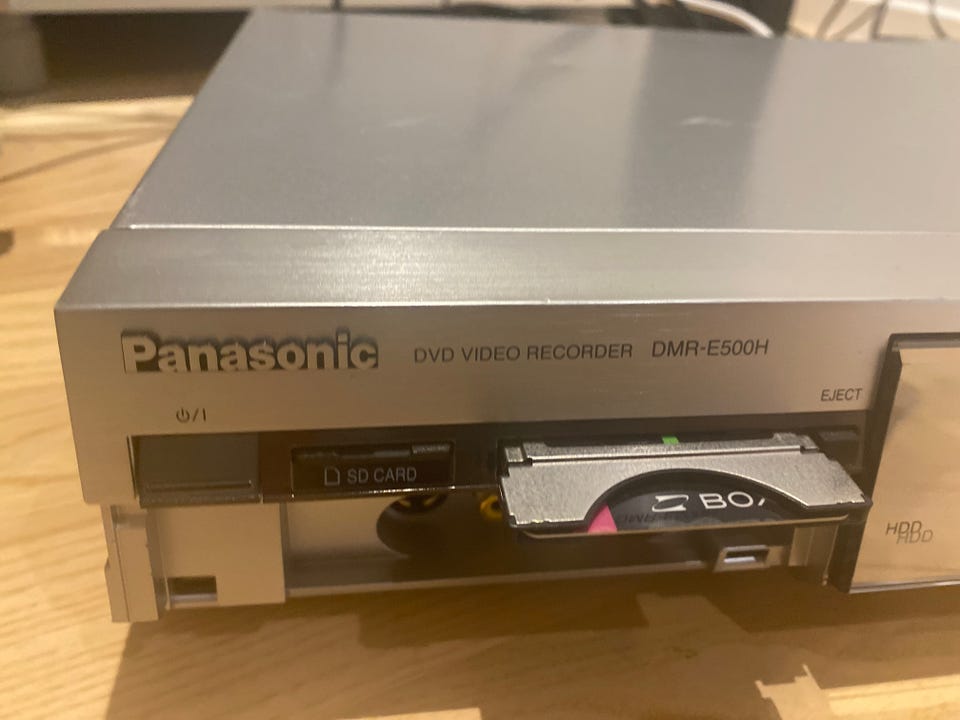 Panasonic DVD VIDEO RECORDER DMR-E500H
EJECT
⏻/I
SD CARD
BO
HDD